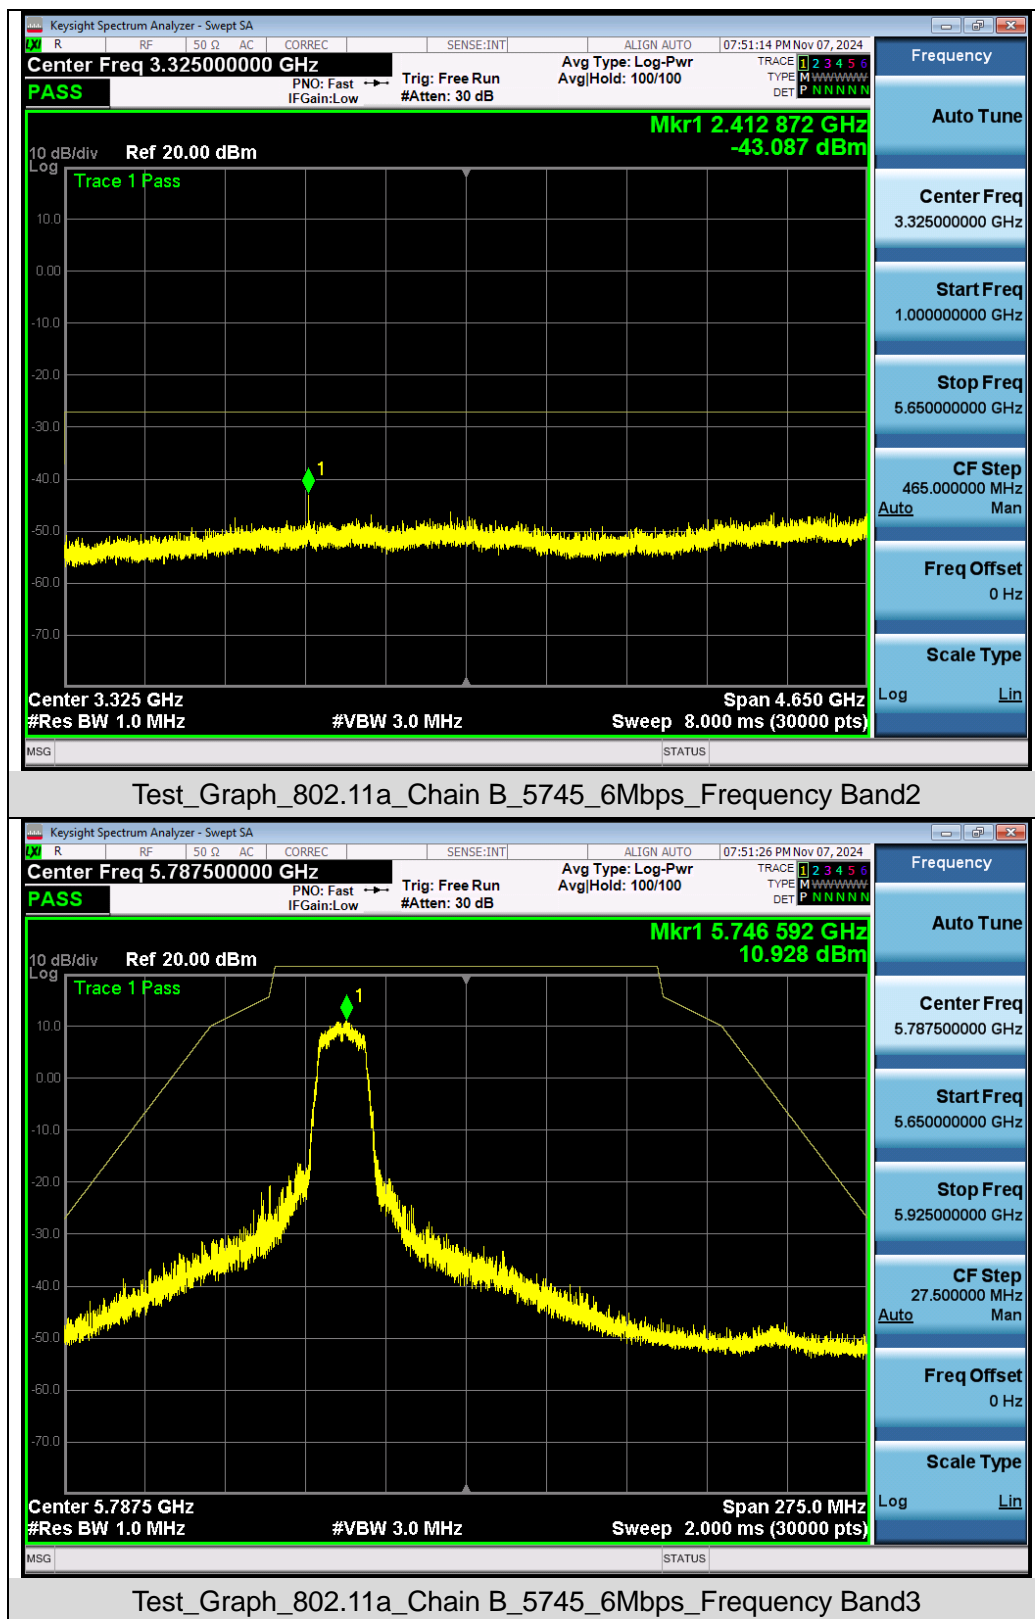 Keysight Spectrum Analyzer - Swept SA
LXI R RF 50 Ω AC CORREC SENSE:INT ALIGN AUTO 07:51:14 PM Nov 07, 2024
Center Freq 3.325000000 GHz
PASS
PNO: Fast
IFGain:Low
Trig: Free Run
#Atten: 30 dB
Avg Type: Log-Pwr
Avg|Hold: 100/100
TRACE 1 2 3 4 5 6
TYPE M WWWWW
DET P N N N N N
Mkr1 2.412 872 GHz
-43.087 dBm
10 dB/div Ref 20.00 dBm
Log
Trace 1 Pass
10.0
0.00
-10.0
-20.0
-30.0
-40.0
1
-50.0
-60.0
-70.0
Center 3.325 GHz Span 4.650 GHz
#Res BW 1.0 MHz #VBW 3.0 MHz Sweep 8.000 ms (30000 pts)
MSG STATUS
Frequency
Auto Tune
Center Freq
3.325000000 GHz
Start Freq
1.000000000 GHz
Stop Freq
5.650000000 GHz
CF Step
465.000000 MHz
Auto Man
Freq Offset
0 Hz
Scale Type
Log Lin
Test_Graph_802.11a_Chain B_5745_6Mbps_Frequency Band2
Keysight Spectrum Analyzer - Swept SA
LXI R RF 50 Ω AC CORREC SENSE:INT ALIGN AUTO 07:51:26 PM Nov 07, 2024
Center Freq 5.787500000 GHz
PASS
PNO: Fast
IFGain:Low
Trig: Free Run
#Atten: 30 dB
Avg Type: Log-Pwr
Avg|Hold: 100/100
TRACE 1 2 3 4 5 6
TYPE M WWWWW
DET P N N N N N
Mkr1 5.746 592 GHz
10.928 dBm
10 dB/div Ref 20.00 dBm
Log
Trace 1 Pass
1
10.0
0.00
-10.0
-20.0
-30.0
-40.0
-50.0
-60.0
-70.0
Center 5.7875 GHz Span 275.0 MHz
#Res BW 1.0 MHz #VBW 3.0 MHz Sweep 2.000 ms (30000 pts)
MSG STATUS
Frequency
Auto Tune
Center Freq
5.787500000 GHz
Start Freq
5.650000000 GHz
Stop Freq
5.925000000 GHz
CF Step
27.500000 MHz
Auto Man
Freq Offset
0 Hz
Scale Type
Log Lin
Test_Graph_802.11a_Chain B_5745_6Mbps_Frequency Band3